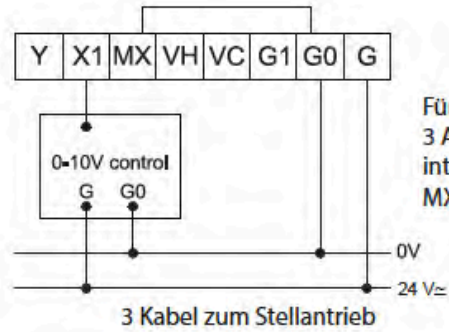 Y X1 MX VH VC G1 G0 G
Für
3 A
int
MX
0-10V control
G G0
0V
24 V≃
3 Kabel zum Stellantrieb